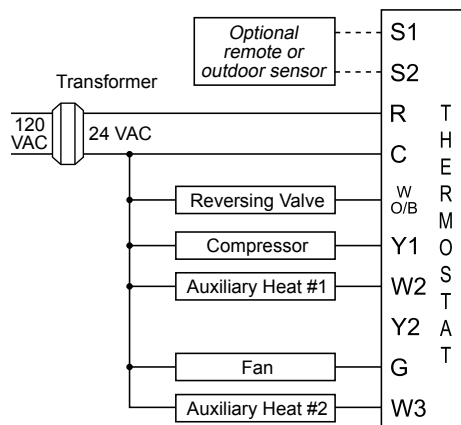 Optional
remote or
outdoor sensor
S1
S2
Transformer
120
VAC
24 VAC
R
C
Reversing Valve
W
O/B
Compressor
Y1
Auxiliary Heat #1
W2
Y2
Fan
G
Auxiliary Heat #2
W3
THERMOSTAT